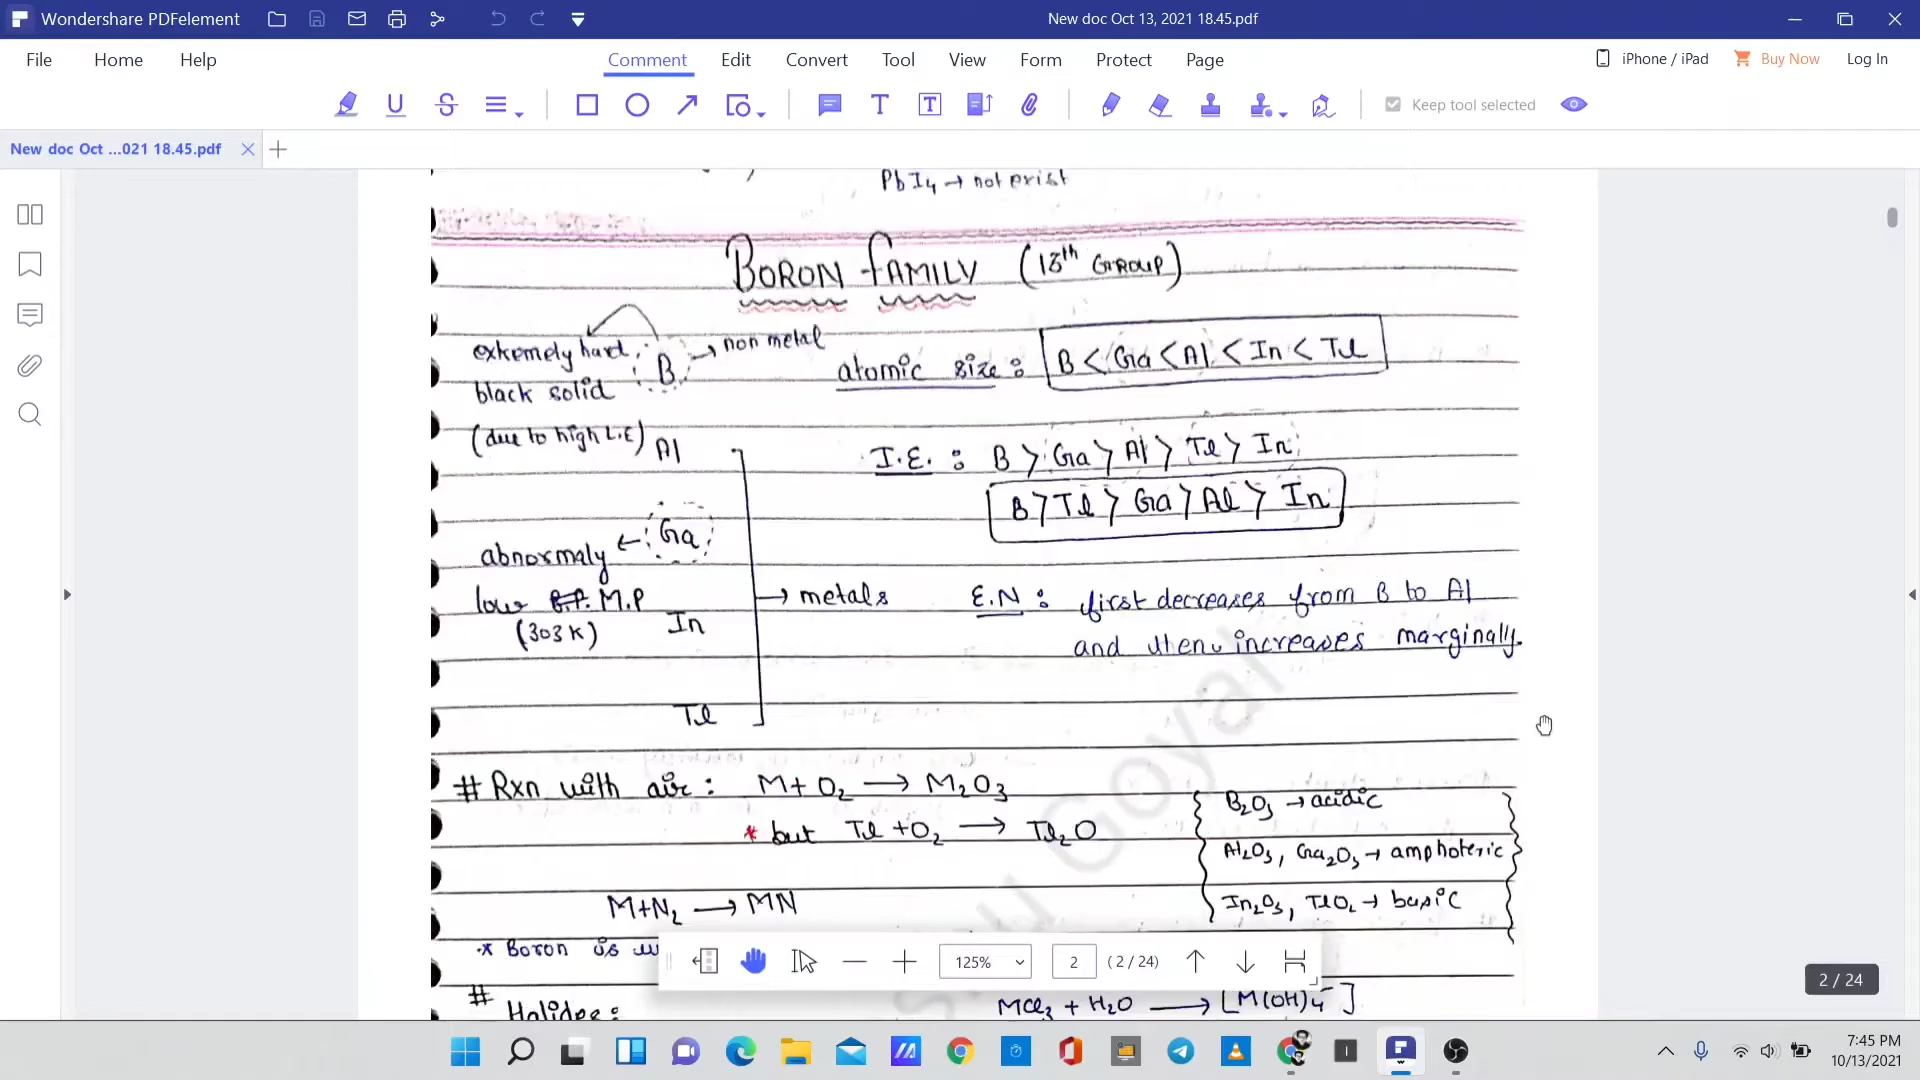 Wondershare PDFelement
New doc Oct 13, 2021 18.45.pdf
File Home Help
Comment Edit Convert Tool View Form Protect Page
iPhone / iPad Buy Now Log In
Keep tool selected
New doc Oct ...021 18.45.pdf
PbI4 → not exist
BORON FAMILY (13th GROUP)
extremely hard, B → non metal
black solid
(due to high L.E)
atomic size : B < Ga < Al < In < Tl
Al
I.E. : B > Ga > Al > Tl > In
B > Tl > Ga > Al > In
abnormaly ← Ga
low B.P. M.P
(303K)
In
→ metals
E.N : first decreases from B to Al
and then increases marginally.
Tl
# Rxn with air : M + O2 → M2O3
* but Tl + O2 → Tl2O
B2O3 → acidic
Al2O3, Ga2O3 → amphoteric
In2O3, TlO2 → basic
M+N2 → MN
* Boron is
# Halides :
MCl3 + H2O → [M(OH)4-]
Goyal
125%
2 (2 / 24)
2 / 24
7:45 PM
10/13/2021